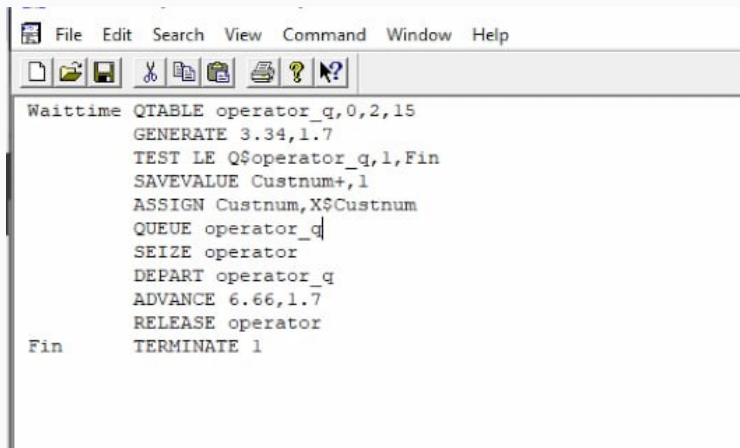 File Edit Search View Command Window Help
Waittime QTABLE operator_q,0,2,15
GENERATE 3.34,1.7
TEST LE Q$operator_q,1,Fin
SAVEVALUE Custnum+,1
ASSIGN Custnum,X$Custnum
QUEUE operator_q
SEIZE operator
DEPART operator_q
ADVANCE 6.66,1.7
RELEASE operator
Fin TERMINATE 1